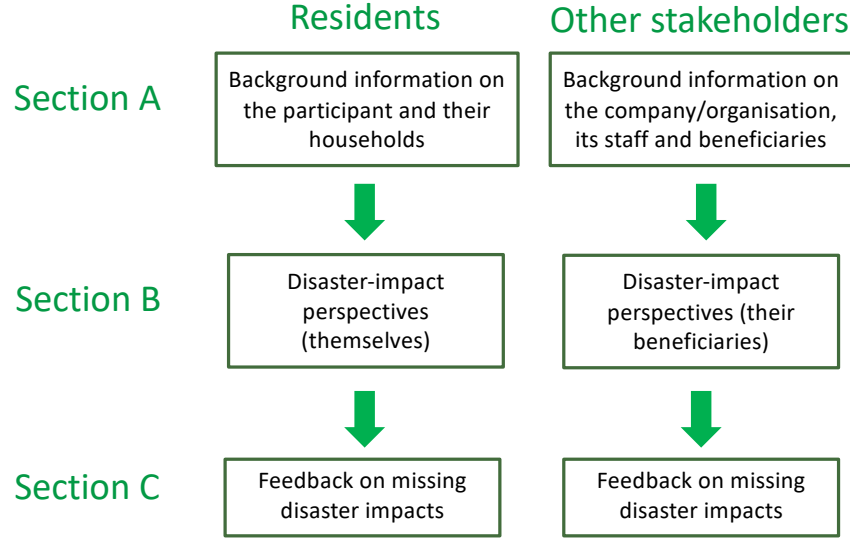 Residents
Other stakeholders
Section A
Background information on
the participant and their
households
Background information on
the company/organisation,
its staff and beneficiaries
Section B
Disaster-impact
perspectives
(themselves)
Disaster-impact
perspectives (their
beneficiaries)
Section C
Feedback on missing
disaster impacts
Feedback on missing
disaster impacts